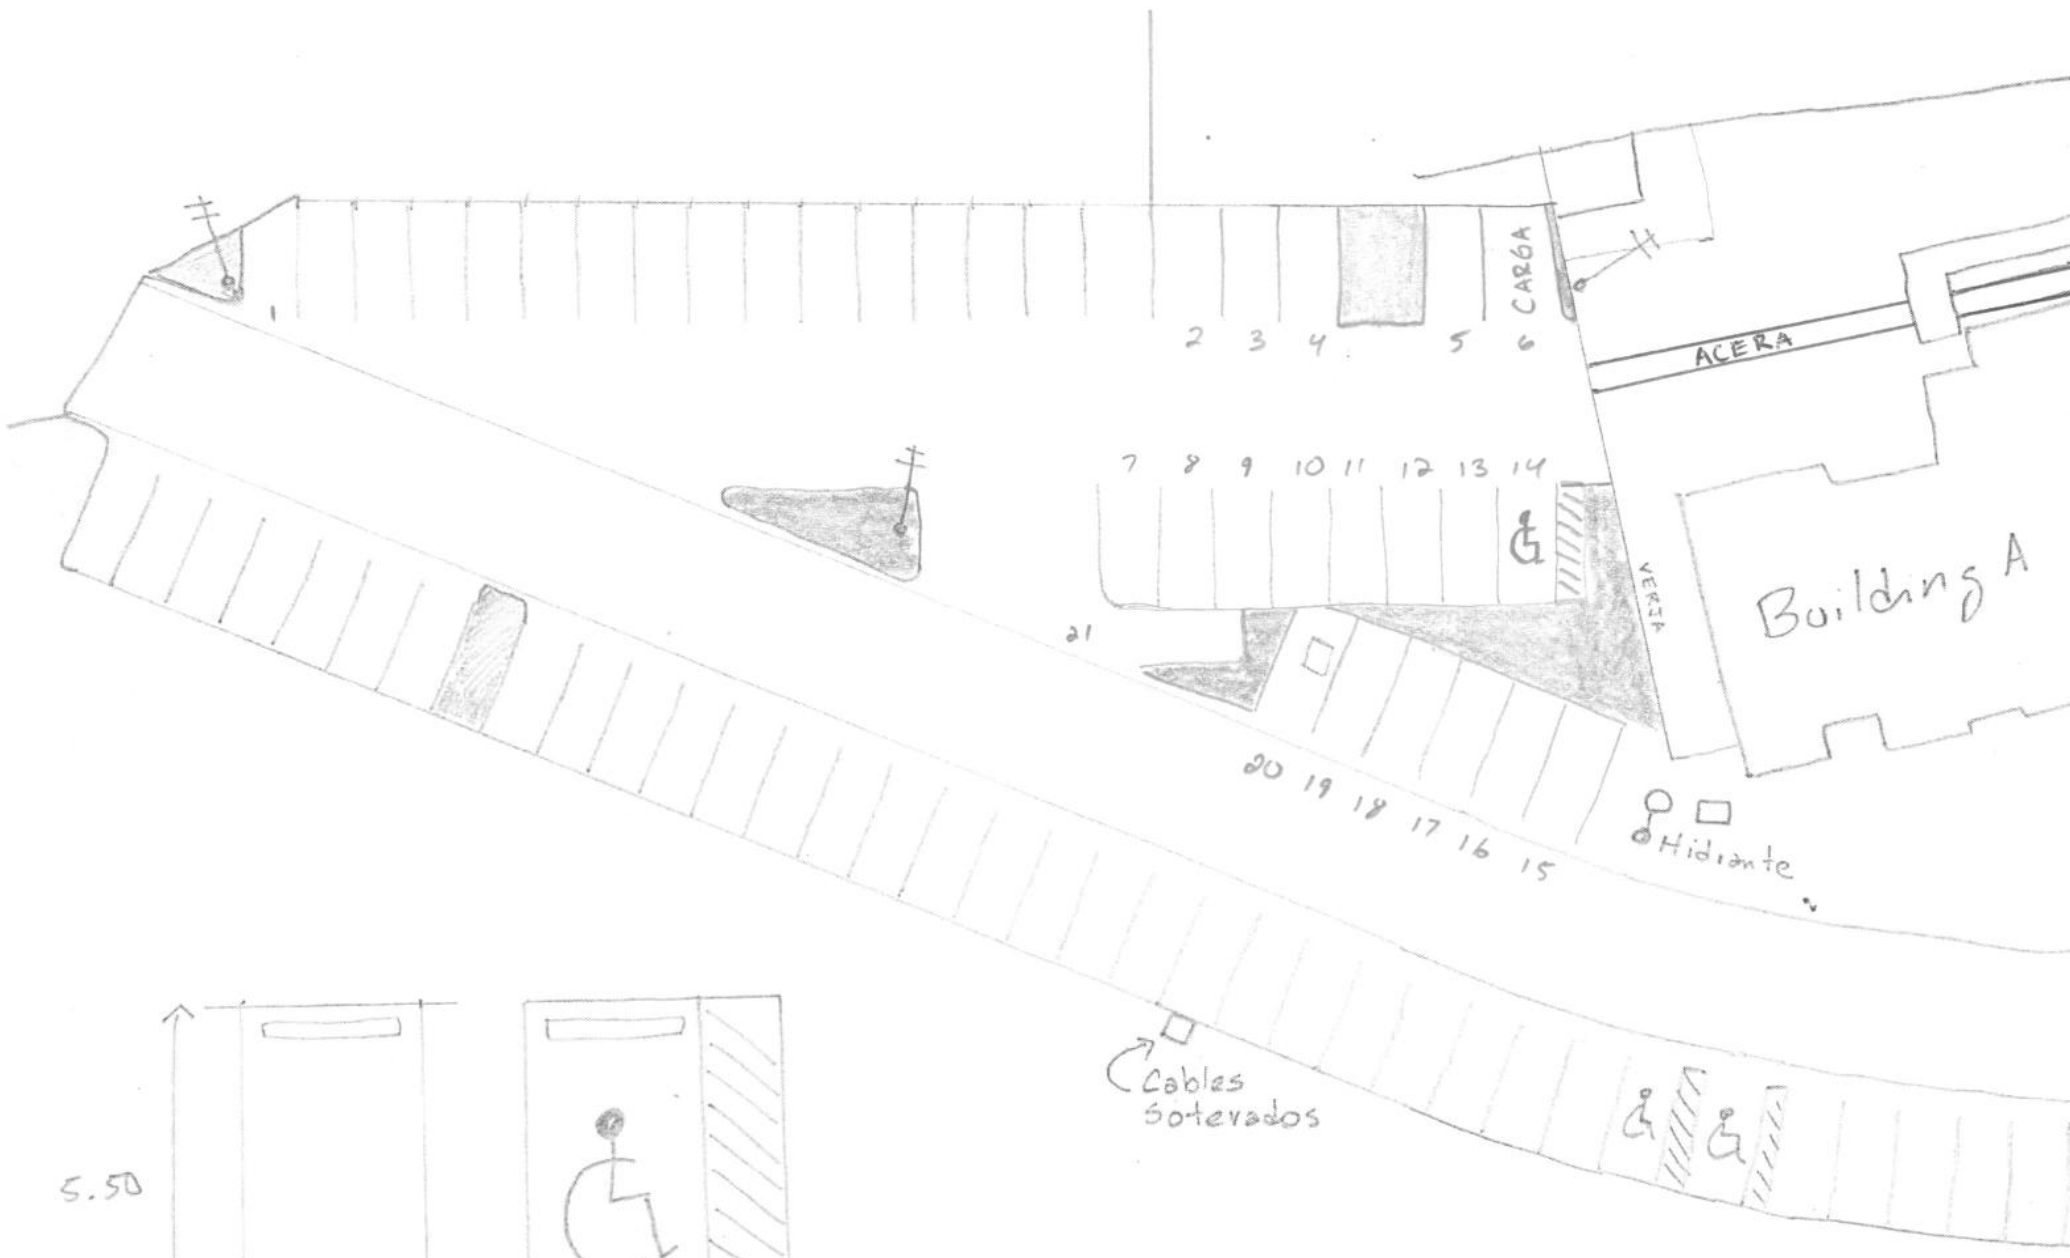 1
2 3 4 5 6 CARGA
ACERA
7 8 9 10 11 12 13 14
VERJA
Building A
21
20 19 18 17 16 15
Hidrante
Cables
Soterados
5.50